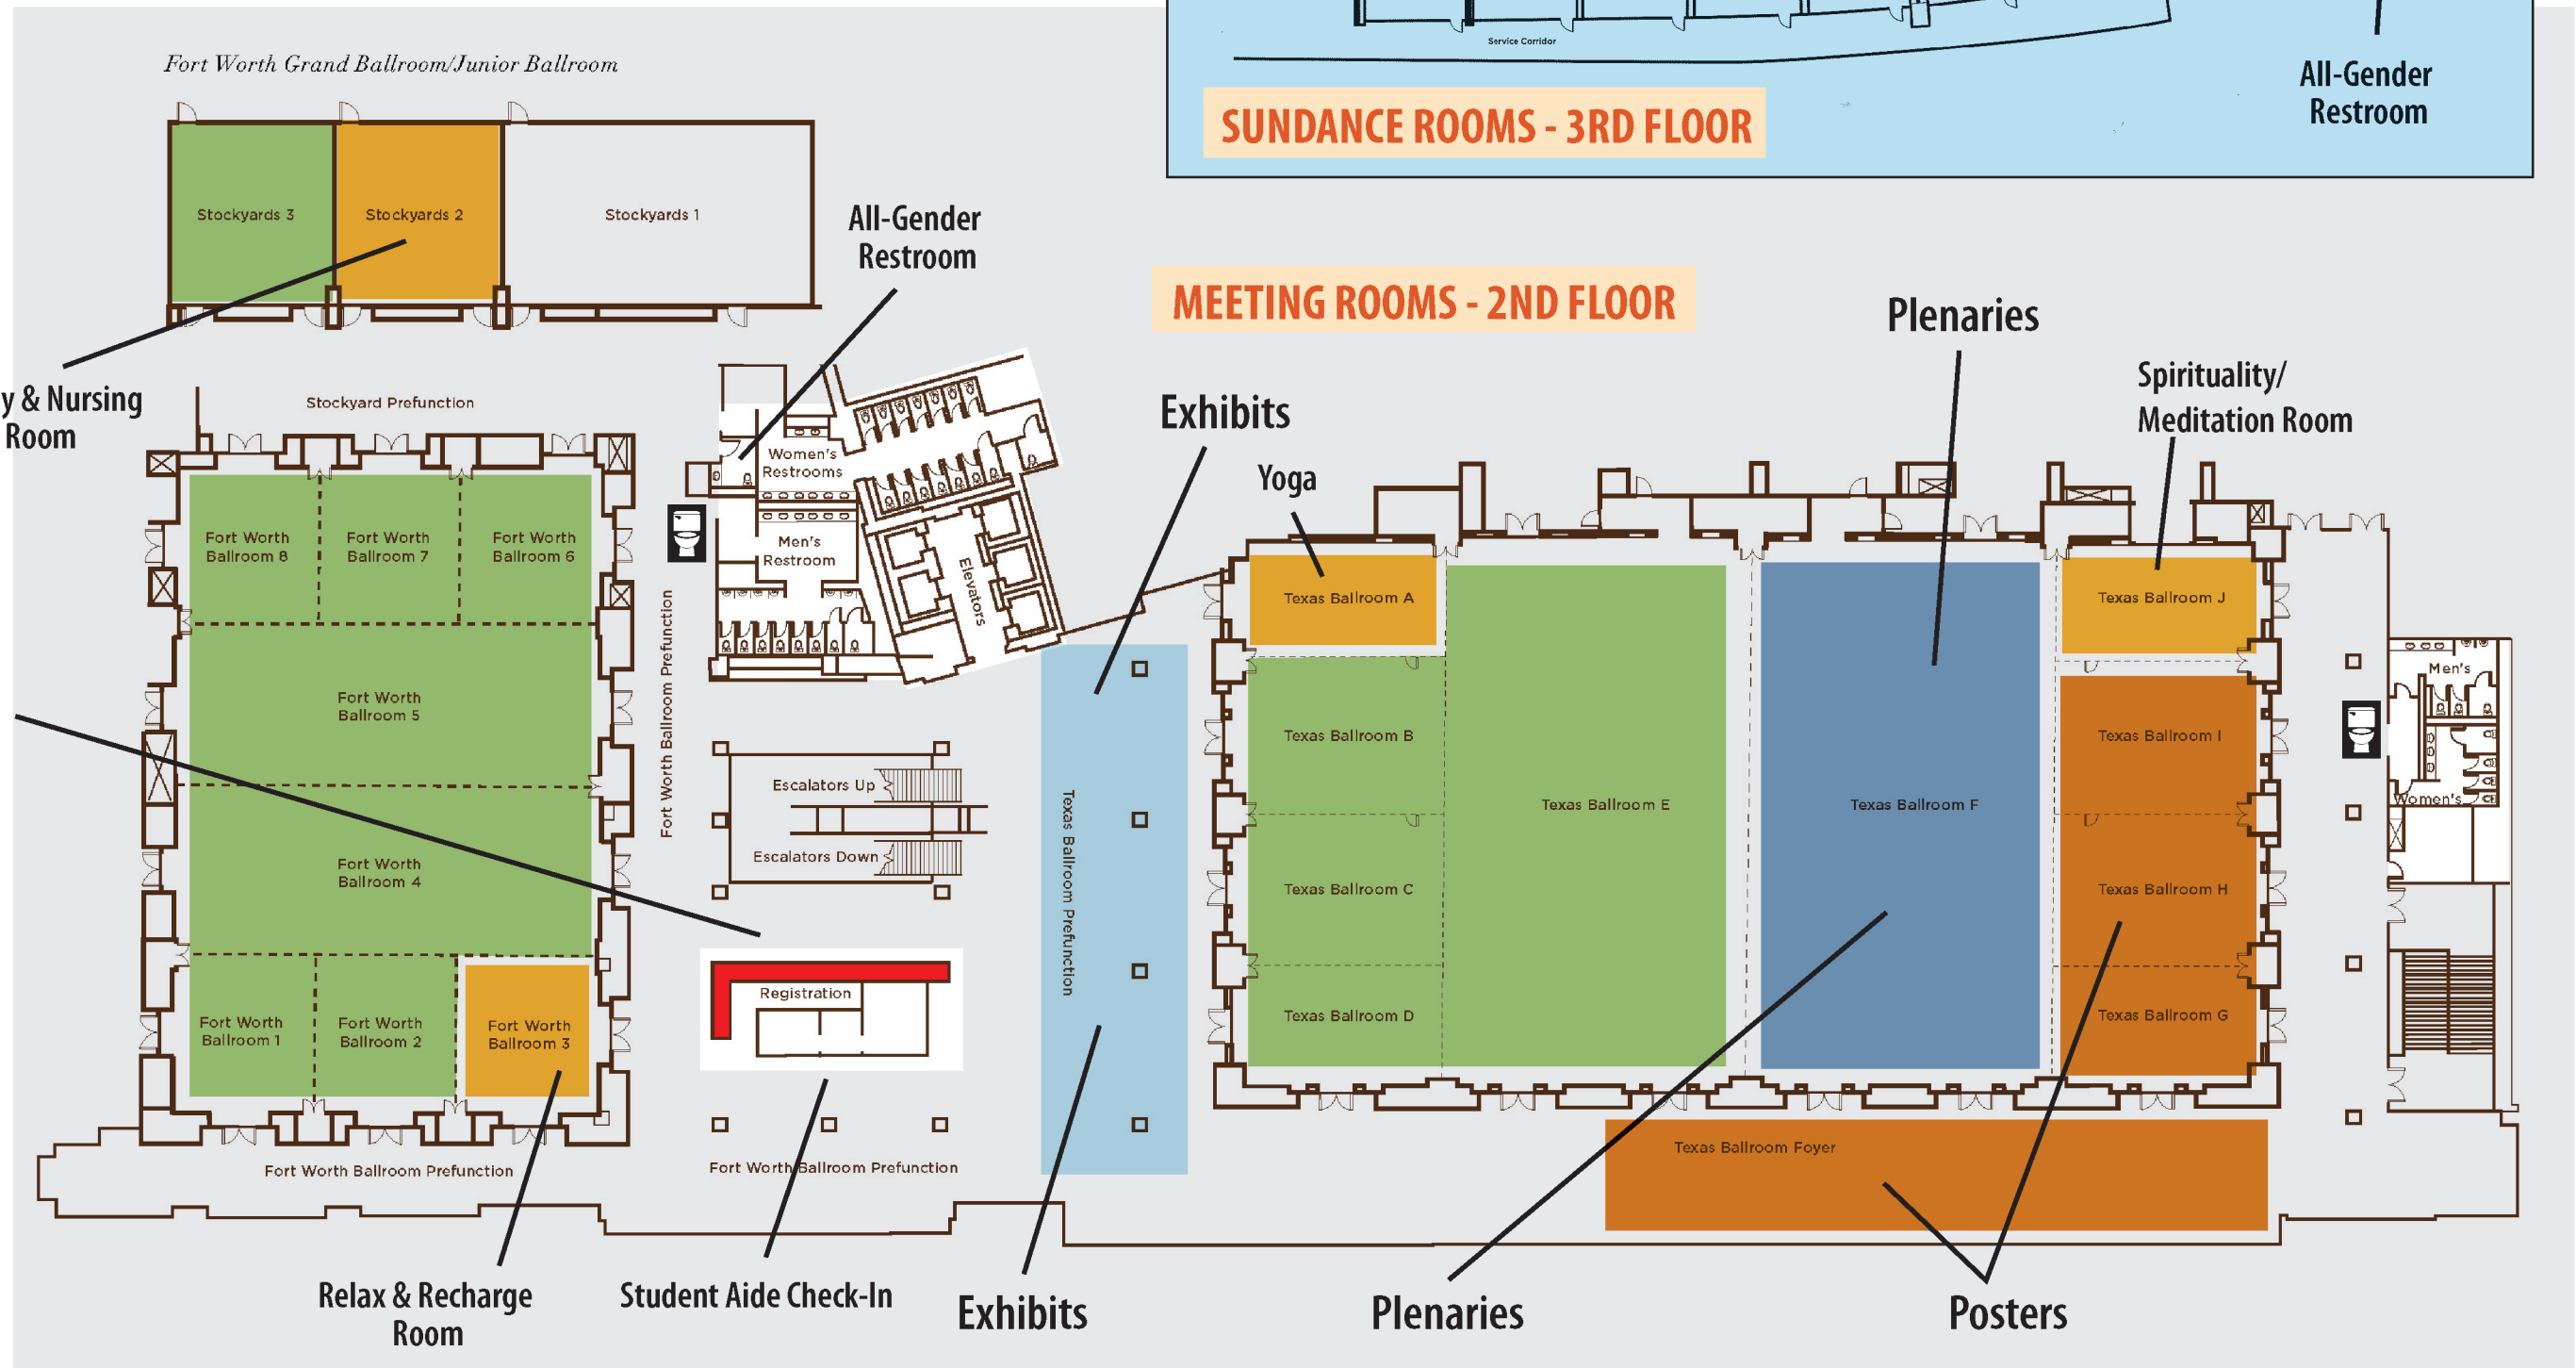 Service Corridor
All-Gender
Restroom
SUNDANCE ROOMS - 3RD FLOOR
Fort Worth Grand Ballroom/Junior Ballroom
Stockyards 3
Stockyards 2
Stockyards 1
All-Gender
Restroom
MEETING ROOMS - 2ND FLOOR
Plenaries
Spirituality/
Meditation Room
Exhibits
Yoga
y & Nursing
Room
Stockyard Prefunction
Women's
Restrooms
Men's
Restroom
Elevators
Fort Worth
Ballroom 8
Fort Worth
Ballroom 7
Fort Worth
Ballroom 6
Fort Worth
Ballroom 5
Fort Worth
Ballroom 4
Fort Worth
Ballroom 1
Fort Worth
Ballroom 2
Fort Worth
Ballroom 3
Fort Worth Ballroom Prefunction
Escalators Up
Escalators Down
Registration
Fort Worth Ballroom Prefunction
Fort Worth Ballroom Prefunction
Texas Ballroom Prefunction
Texas Ballroom A
Texas Ballroom B
Texas Ballroom C
Texas Ballroom D
Texas Ballroom E
Texas Ballroom F
Texas Ballroom J
Texas Ballroom I
Texas Ballroom H
Texas Ballroom G
Men's
Women's
Texas Ballroom Foyer
Relax & Recharge
Room
Student Aide Check-In
Exhibits
Plenaries
Posters